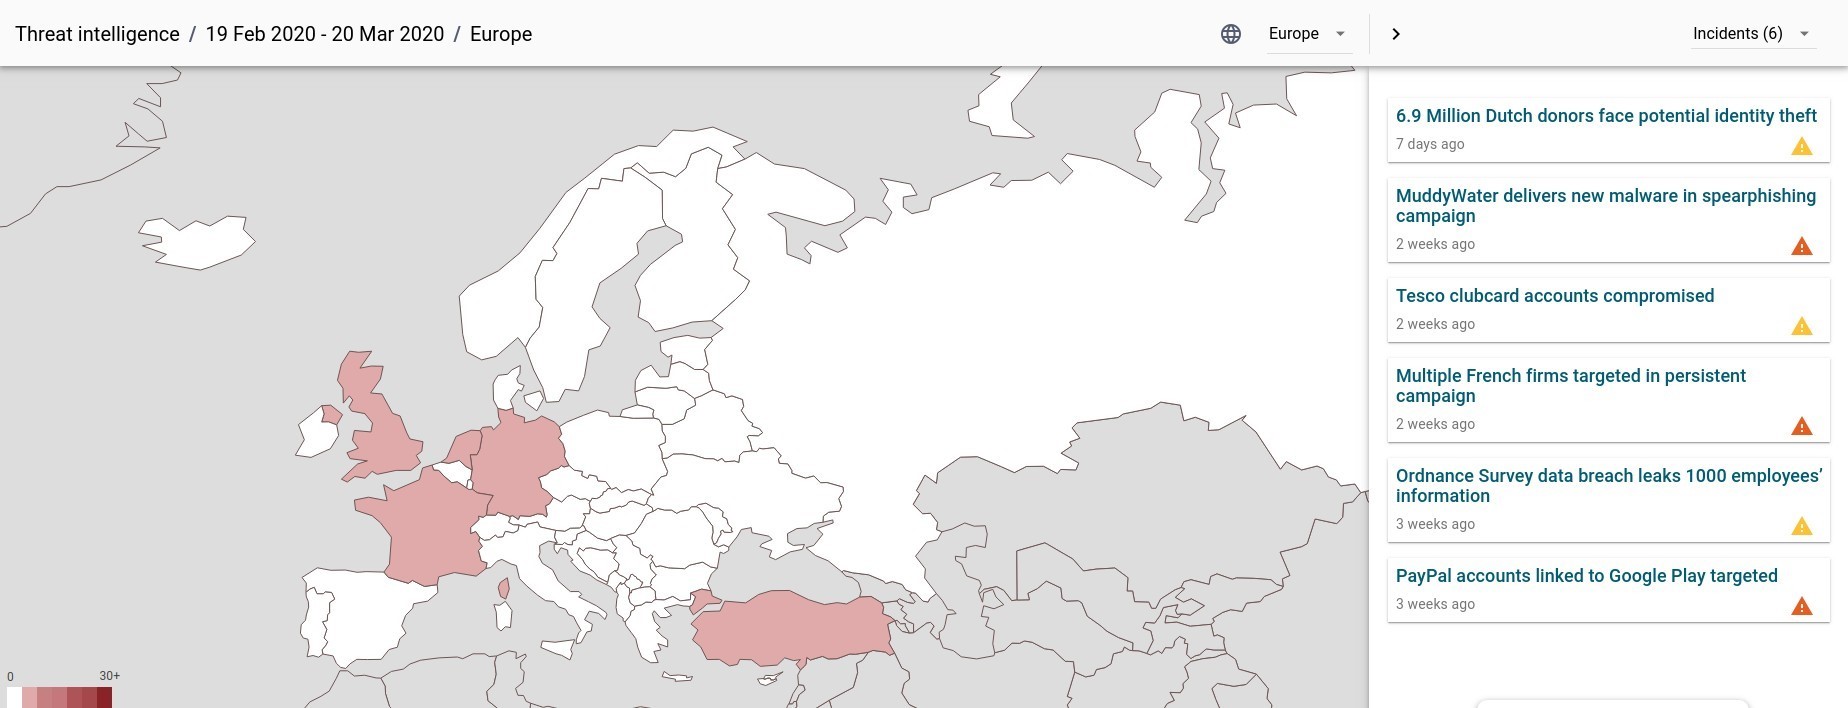 Threat intelligence / 19 Feb 2020 - 20 Mar 2020 / Europe
Europe
Incidents (6)
6.9 Million Dutch donors face potential identity theft
7 days ago
MuddyWater delivers new malware in spearphishing
campaign
2 weeks ago
Tesco clubcard accounts compromised
2 weeks ago
Multiple French firms targeted in persistent
campaign
2 weeks ago
Ordnance Survey data breach leaks 1000 employees’
information
3 weeks ago
PayPal accounts linked to Google Play targeted
3 weeks ago
0 30+